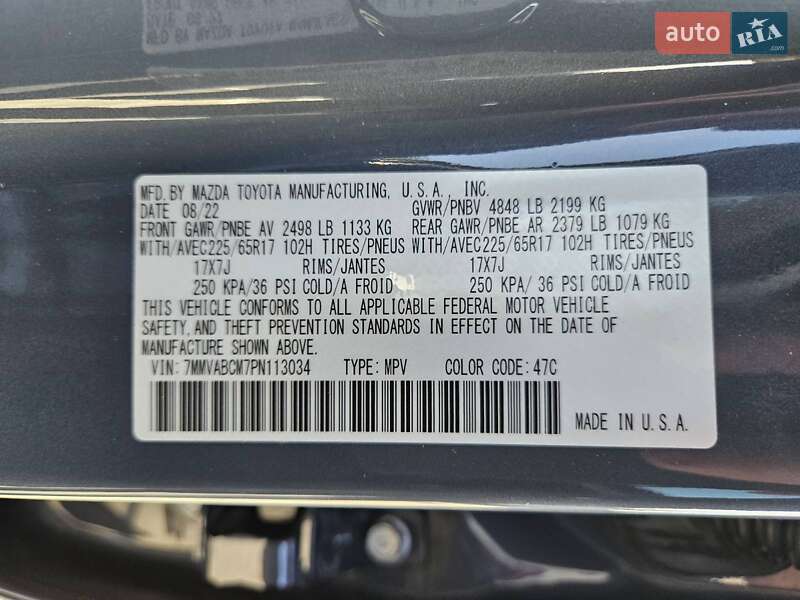 auto RIA .com
MFD. BY MAZDA TOYOTA MANUFACTURING, U.S.A., INC.
DATE 08/22 GVWR/PNBV 4848 LB 2199 KG
FRONT GAWR/PNBE AV 2498 LB 1133 KG REAR GAWR/PNBE AR 2379 LB 1079 KG
WITH/AVEC225/65R17 102H TIRES/PNEUS WITH/AVEC225/65R17 102H TIRES/PNEUS
17X7J RIMS/JANTES 17X7J RIMS/JANTES
250 KPA/36 PSI COLD/A FROID 250 KPA/ 36 PSI COLD/A FROID
THIS VEHICLE CONFORMS TO ALL APPLICABLE FEDERAL MOTOR VEHICLE
SAFETY, AND THEFT PREVENTION STANDARDS IN EFFECT ON THE DATE OF
MANUFACTURE SHOWN ABOVE.
VIN: 7MMVABCM7PN113034 TYPE: MPV COLOR CODE: 47C
MADE IN U.S.A.